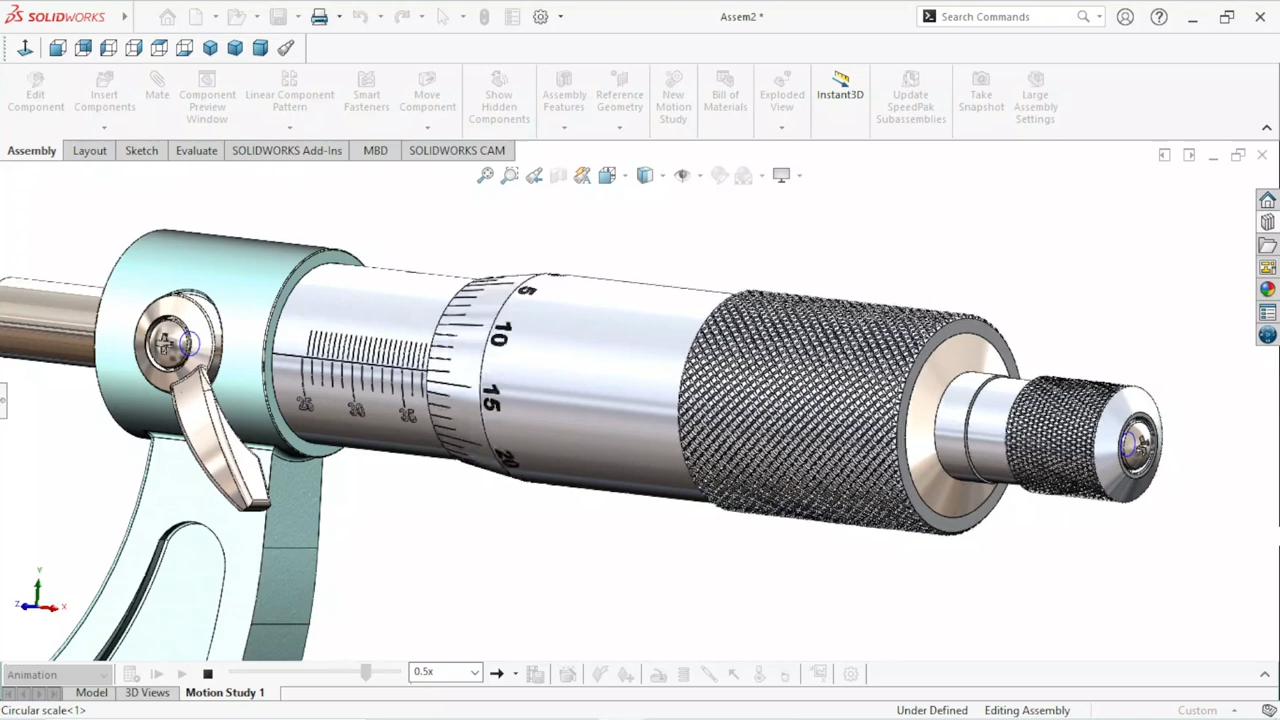 SOLIDWORKS
Assem2 *
Search Commands
Edit Component
Insert Components
Mate
Component Preview Window
Linear Component Pattern
Smart Fasteners
Move Component
Show Hidden Components
Assembly Features
Reference Geometry
New Motion Study
Bill of Materials
Exploded View
Instant3D
Update SpeedPak Subassemblies
Take Snapshot
Large Assembly Settings
Assembly
Layout
Sketch
Evaluate
SOLIDWORKS Add-Ins
MBD
SOLIDWORKS CAM
5
10
15
20
25
30
35
Y
Z
X
Animation
0.5x
Model
3D Views
Motion Study 1
Circular scale<1>
Under Defined
Editing Assembly
Custom